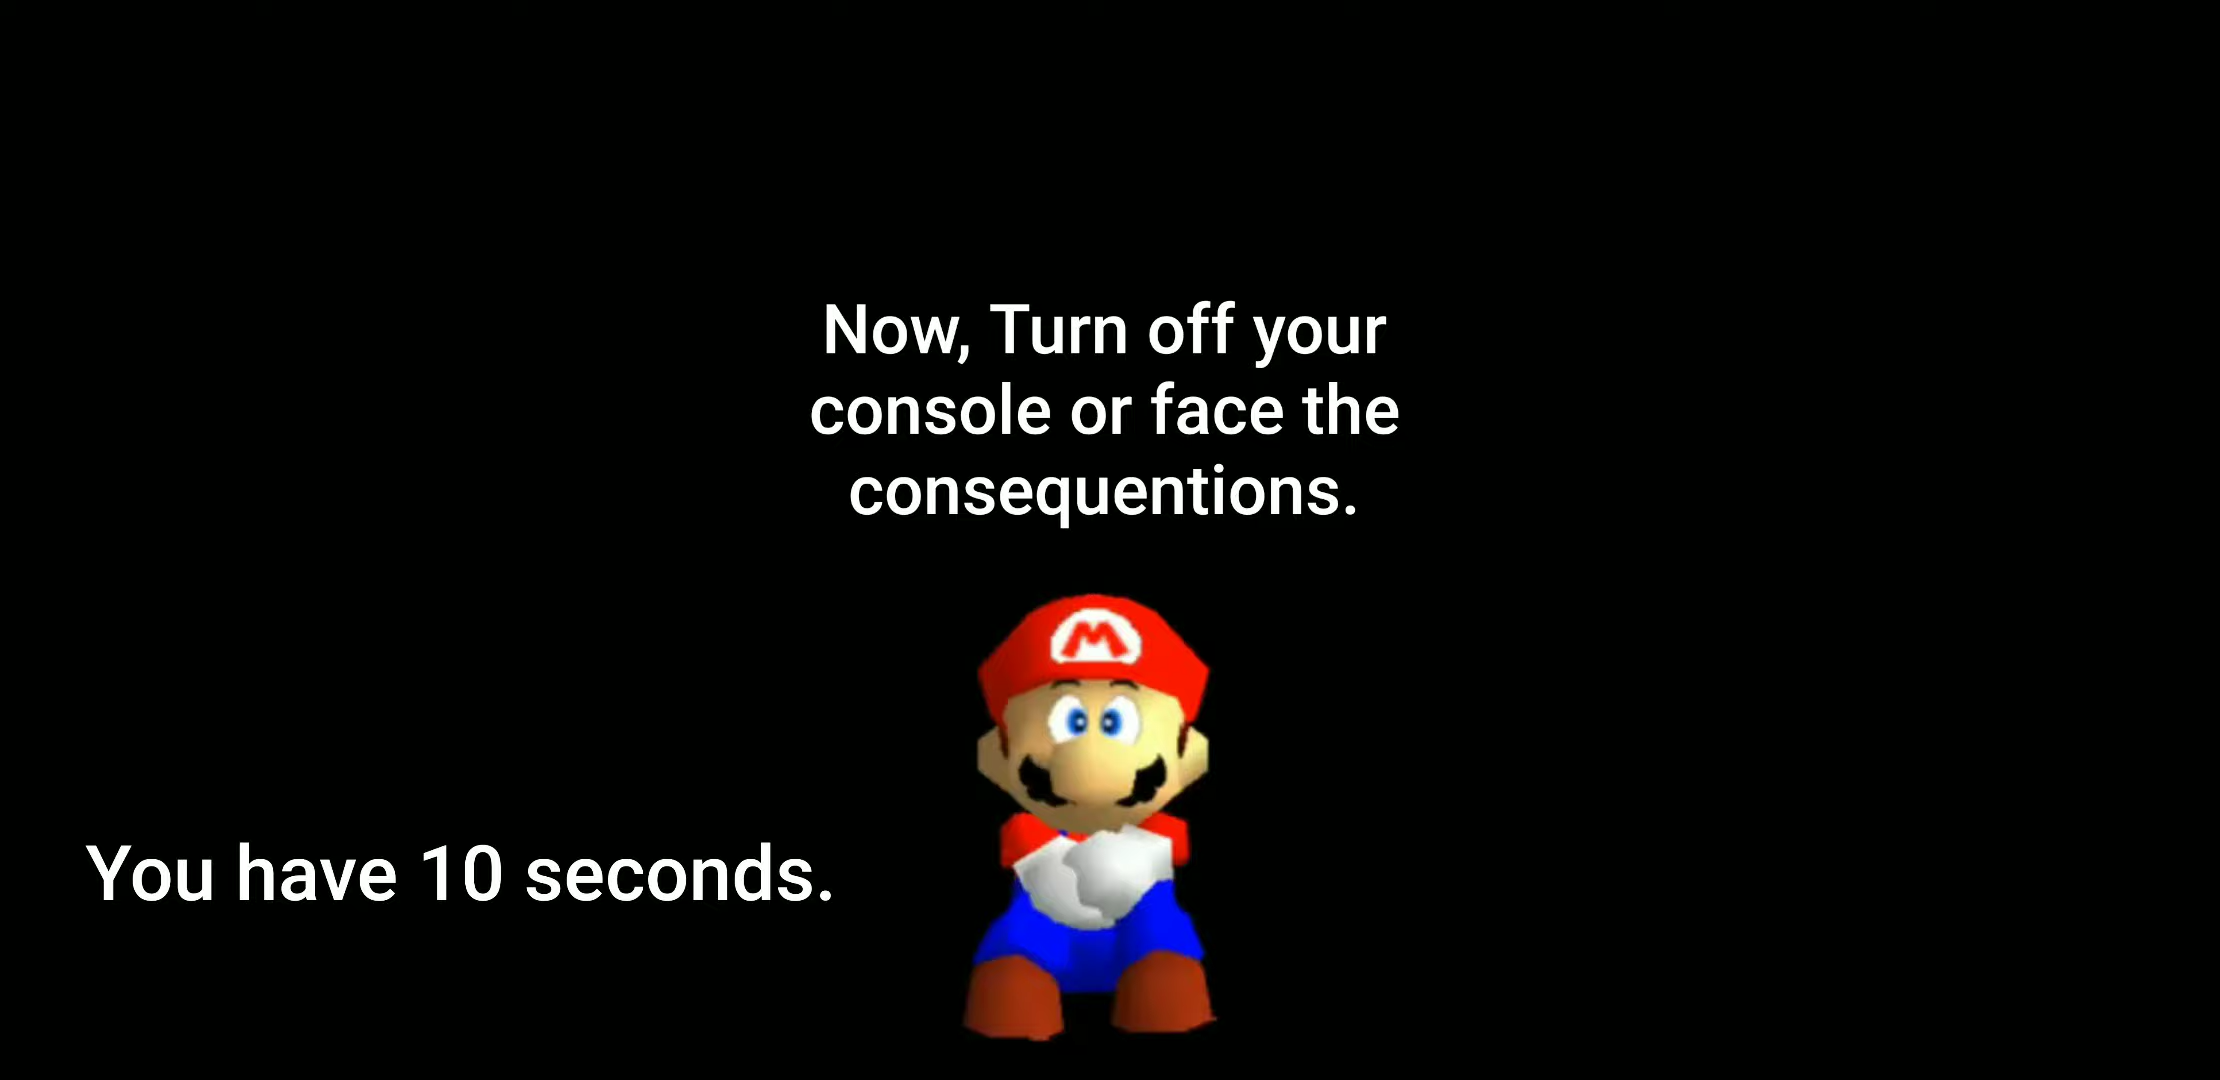 Now, Turn off your
console or face the
consequentions.
M
You have 10 seconds.